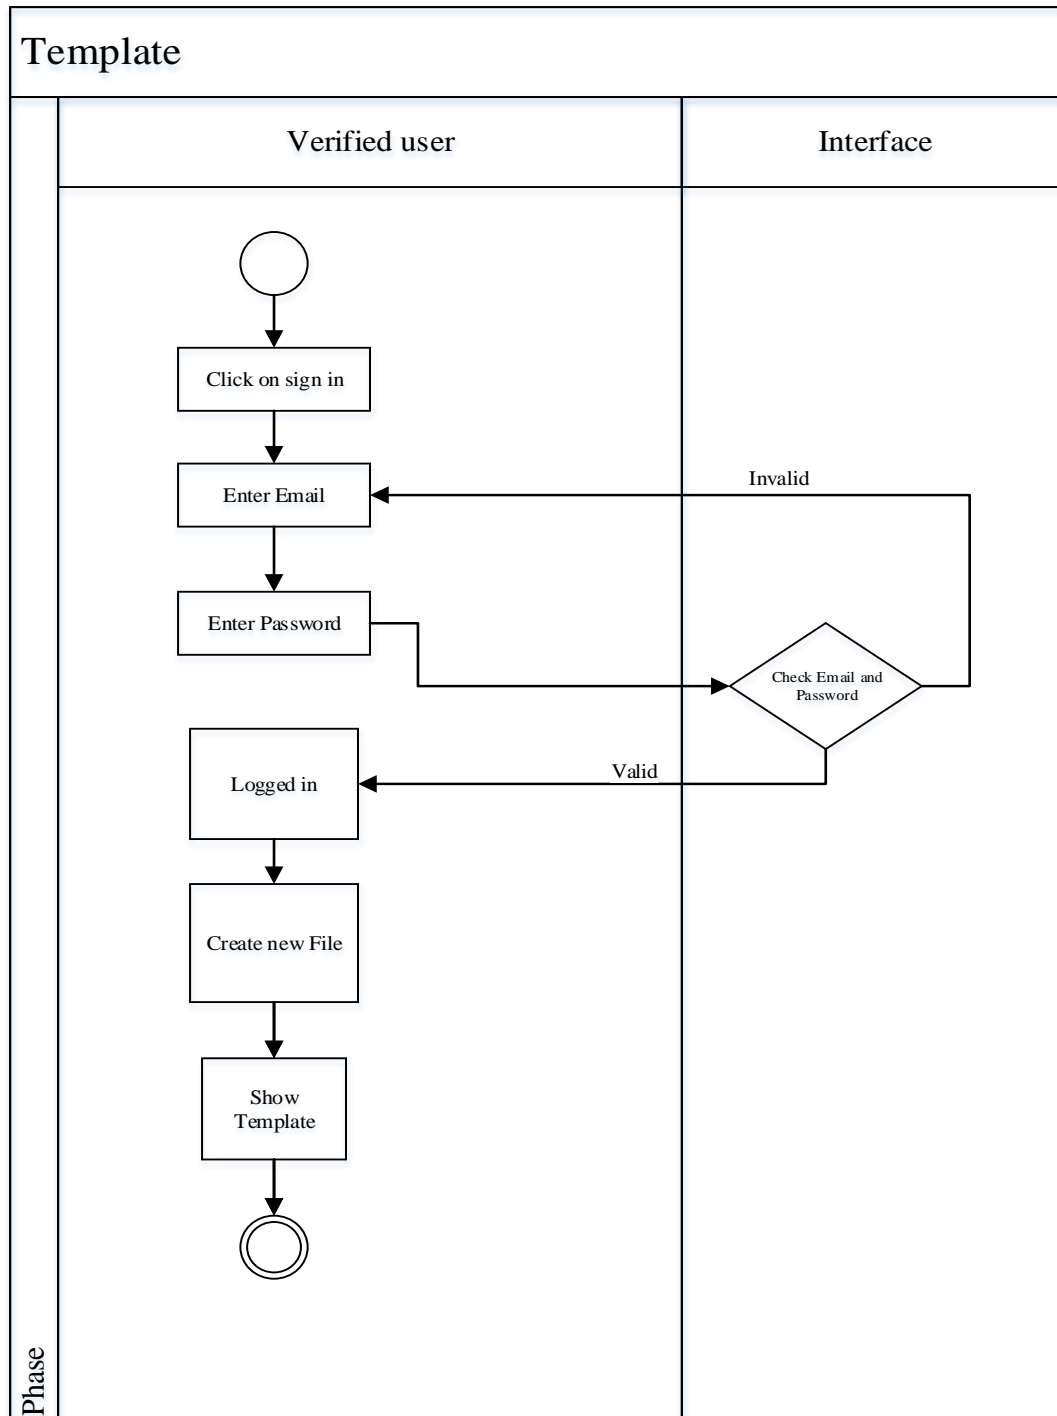 Template
Verified user
Interface
Click on sign in
Enter Email
Invalid
Enter Password
Check Email and
Password
Logged in
Valid
Create new File
Show
Template
Phase